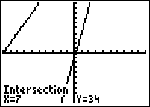 Intersection
X=7 Y=34